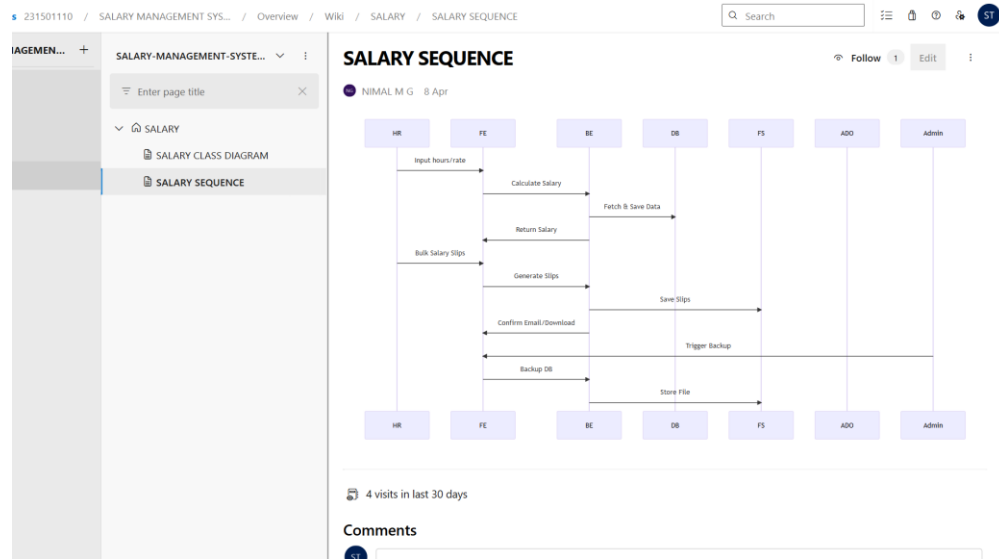 s 231501110 / SALARY MANAGEMENT SYS... / Overview / Wiki / SALARY / SALARY SEQUENCE
Search
ST
IAGEMEN... +
SALARY-MANAGEMENT-SYSTE...
Enter page title
SALARY
SALARY CLASS DIAGRAM
SALARY SEQUENCE
SALARY SEQUENCE
Follow 1 Edit
NIMAL M G 8 Apr
HR FE BE DB FS ADO Admin
Input hours/rate
Calculate Salary
Fetch & Save Data
Return Salary
Bulk Salary Slips
Generate Slips
Save Slips
Confirm Email/Download
Trigger Backup
Backup DB
Store File
HR FE BE DB FS ADO Admin
4 visits in last 30 days
Comments
ST